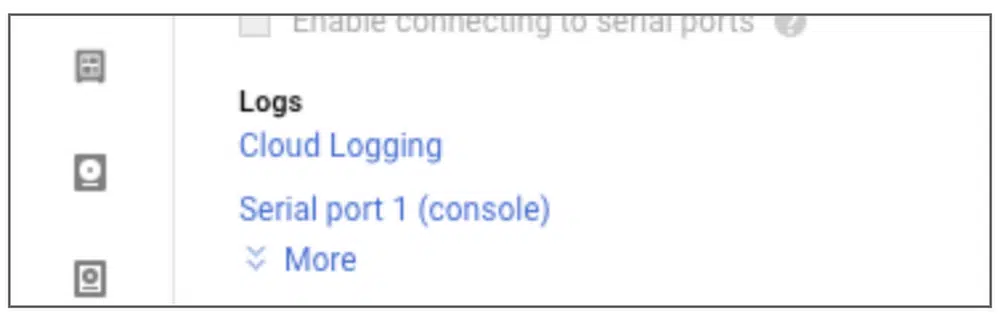 Enable connecting to serial ports ?
Logs
Cloud Logging
Serial port 1 (console)
More